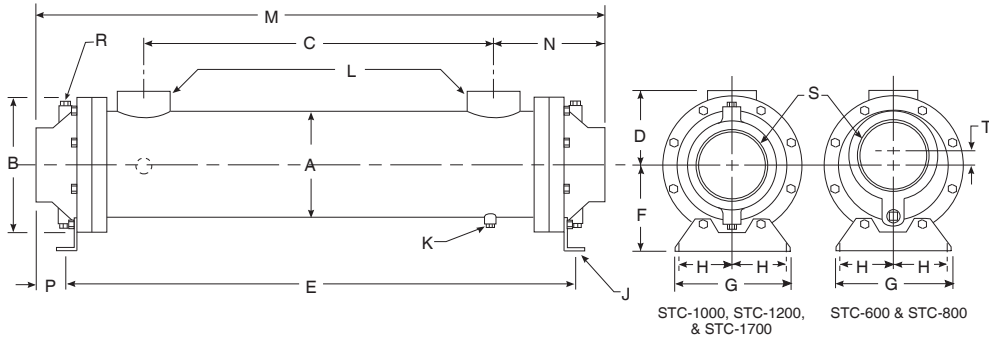 M
R
C
N
L
B
A
K
P
E
J
D
F
S
T
H
H
G
H
H
G
STC-1000, STC-1200,
& STC-1700
STC-600 & STC-800